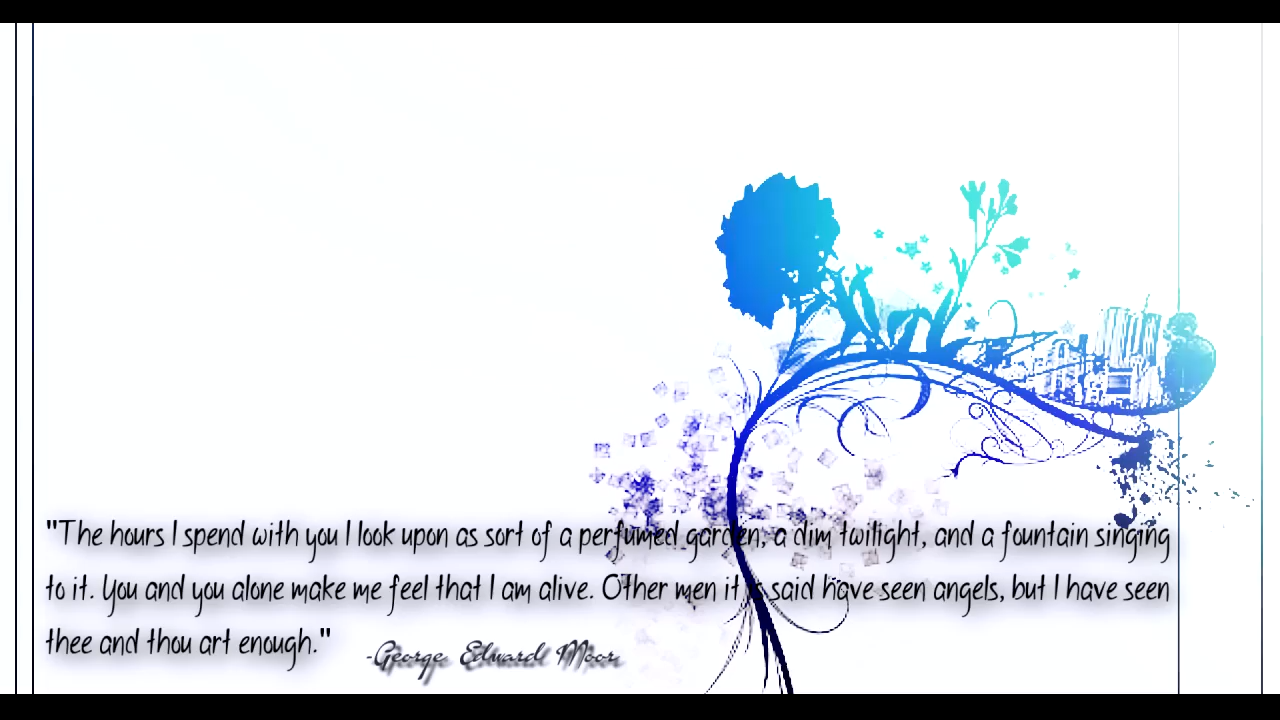 "The hours I spend with you I look upon as sort of a perfumed garden, a dim twilight, and a fountain singing
to it. You and you alone make me feel that I am alive. Other men it is said have seen angels, but I have seen
thee and thou art enough."
-George Edward Moore